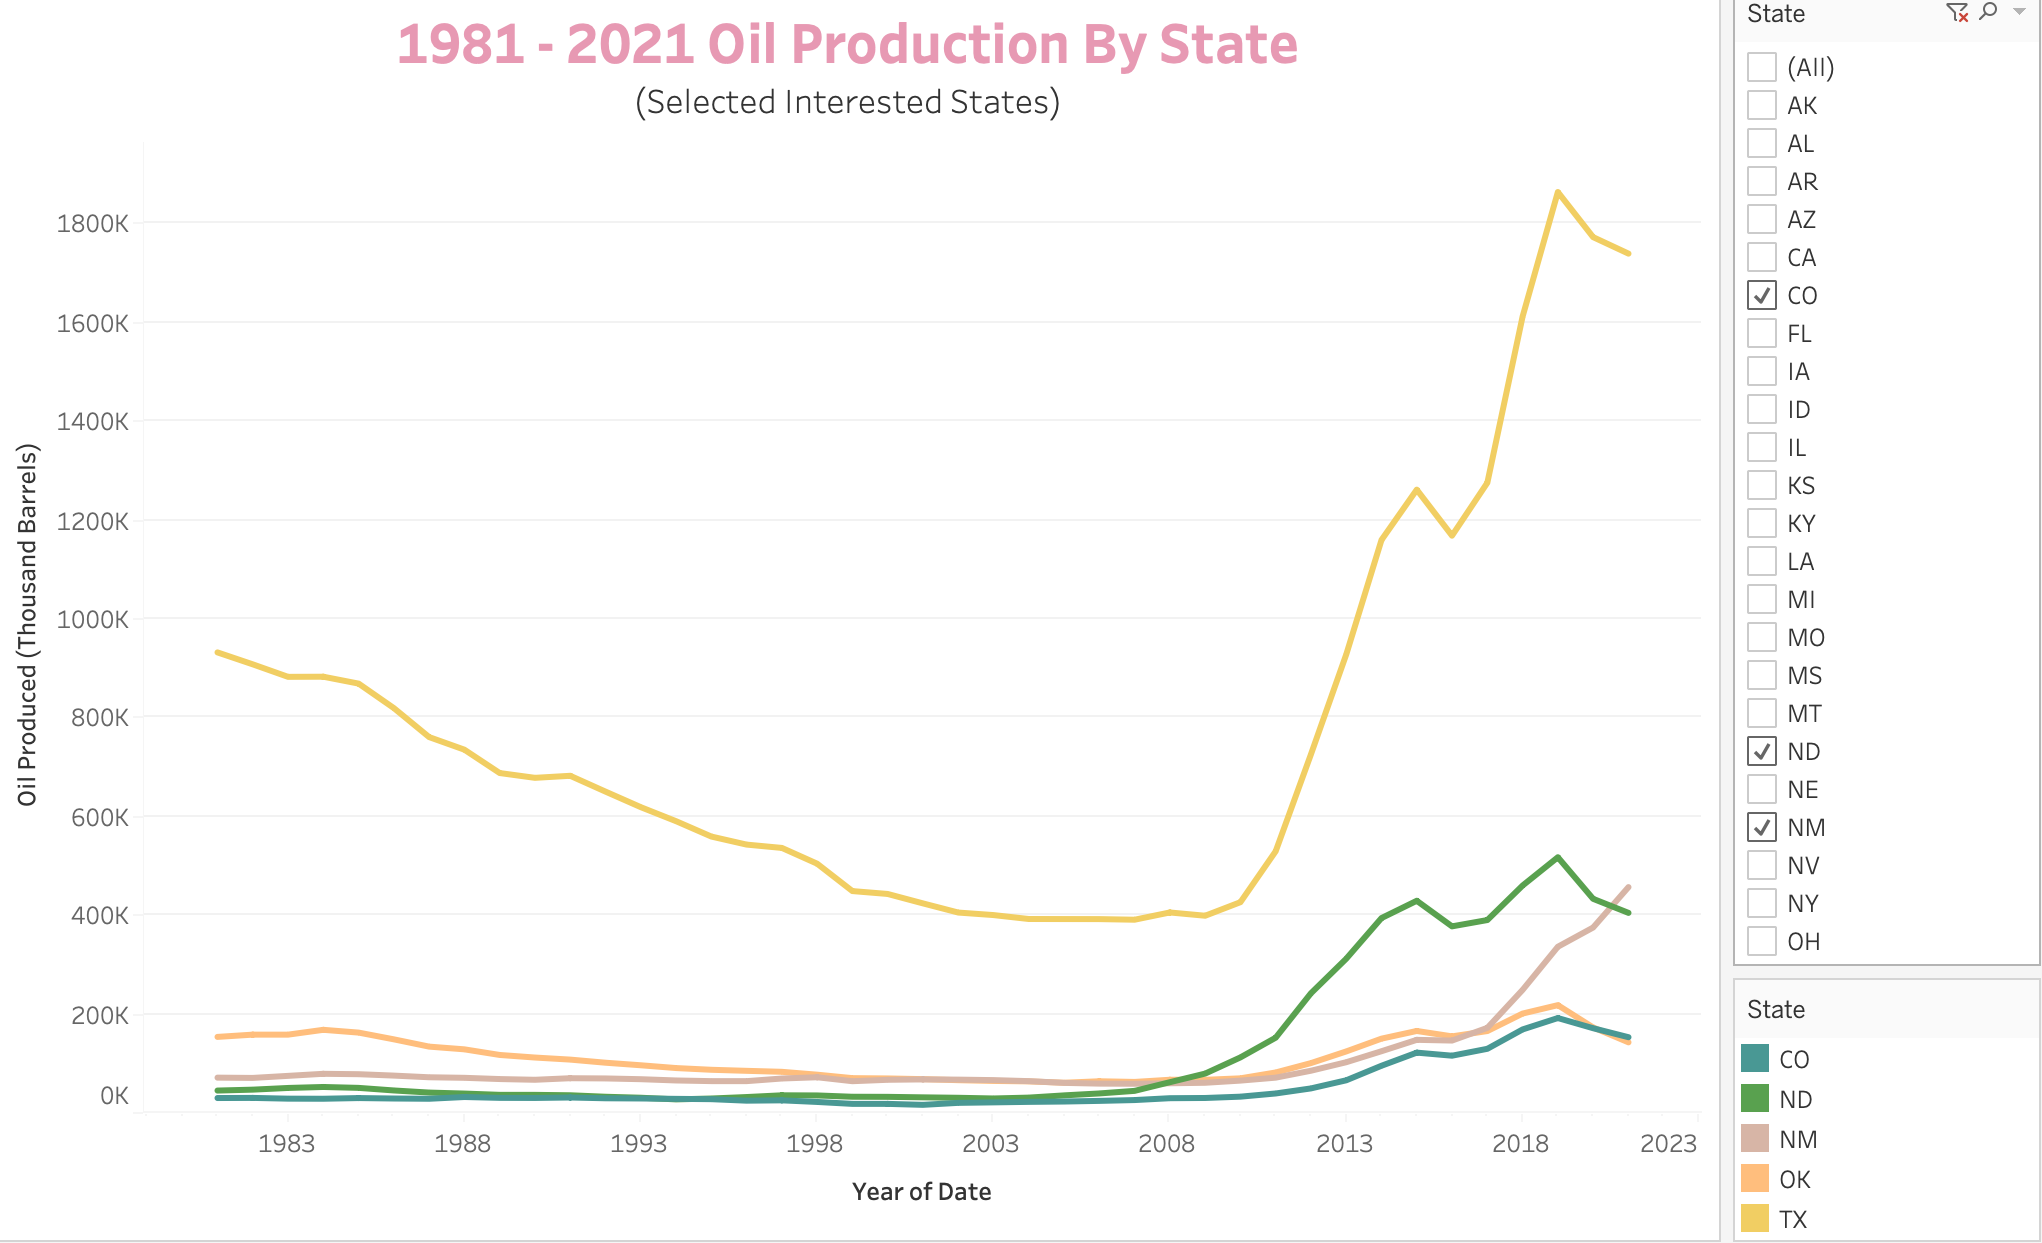 1981 - 2021 Oil Production By State
(Selected Interested States)
Oil Produced (Thousand Barrels)
1800K
1600K
1400K
1200K
1000K
800K
600K
400K
200K
0K
1983 1988 1993 1998 2003 2008 2013 2018 2023
Year of Date
State
(All)
AK
AL
AR
AZ
CA
CO
FL
IA
ID
IL
KS
KY
LA
MI
MO
MS
MT
ND
NE
NM
NV
NY
OH
State
CO
ND
NM
OK
TX